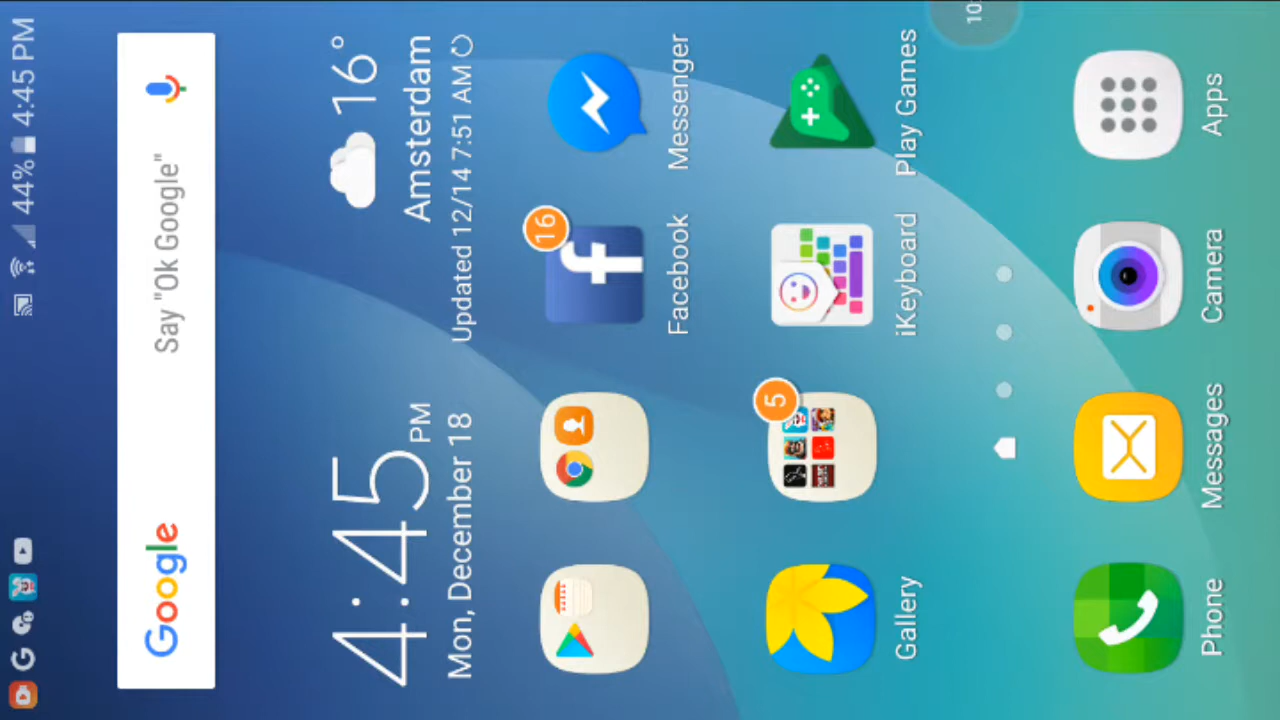 44% 4:45 PM
Google Say "Ok Google"
4:45 PM
Mon, December 18
16°
Amsterdam
Updated 12/14 7:51 AM
16
Facebook
Messenger
5
Gallery
iKeyboard
Play Games
10
Phone
Messages
Camera
Apps